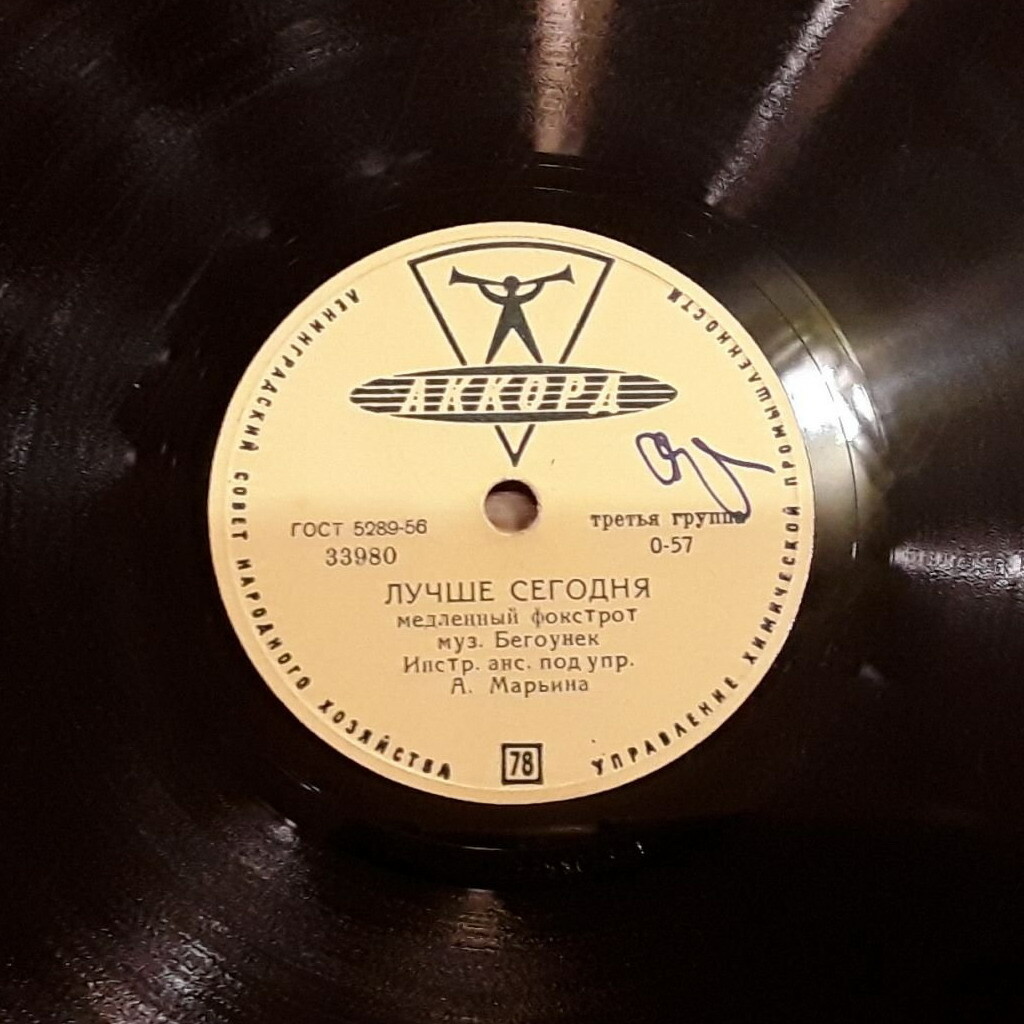 АККОРД
ЛЕНИНГРАДСКИЙ СОВЕТ НАРОДНОГО ХОЗЯЙСТВА
УПРАВЛЕНИЕ ХИМИЧЕСКОЙ ПРОМЫШЛЕННОСТИ
ГОСТ 5289-56
33980
третья группа
0-57
ЛУЧШЕ СЕГОДНЯ
медленный фокстрот
муз. Бегоунек
Инстр. анс. под упр.
А. Марьина
78